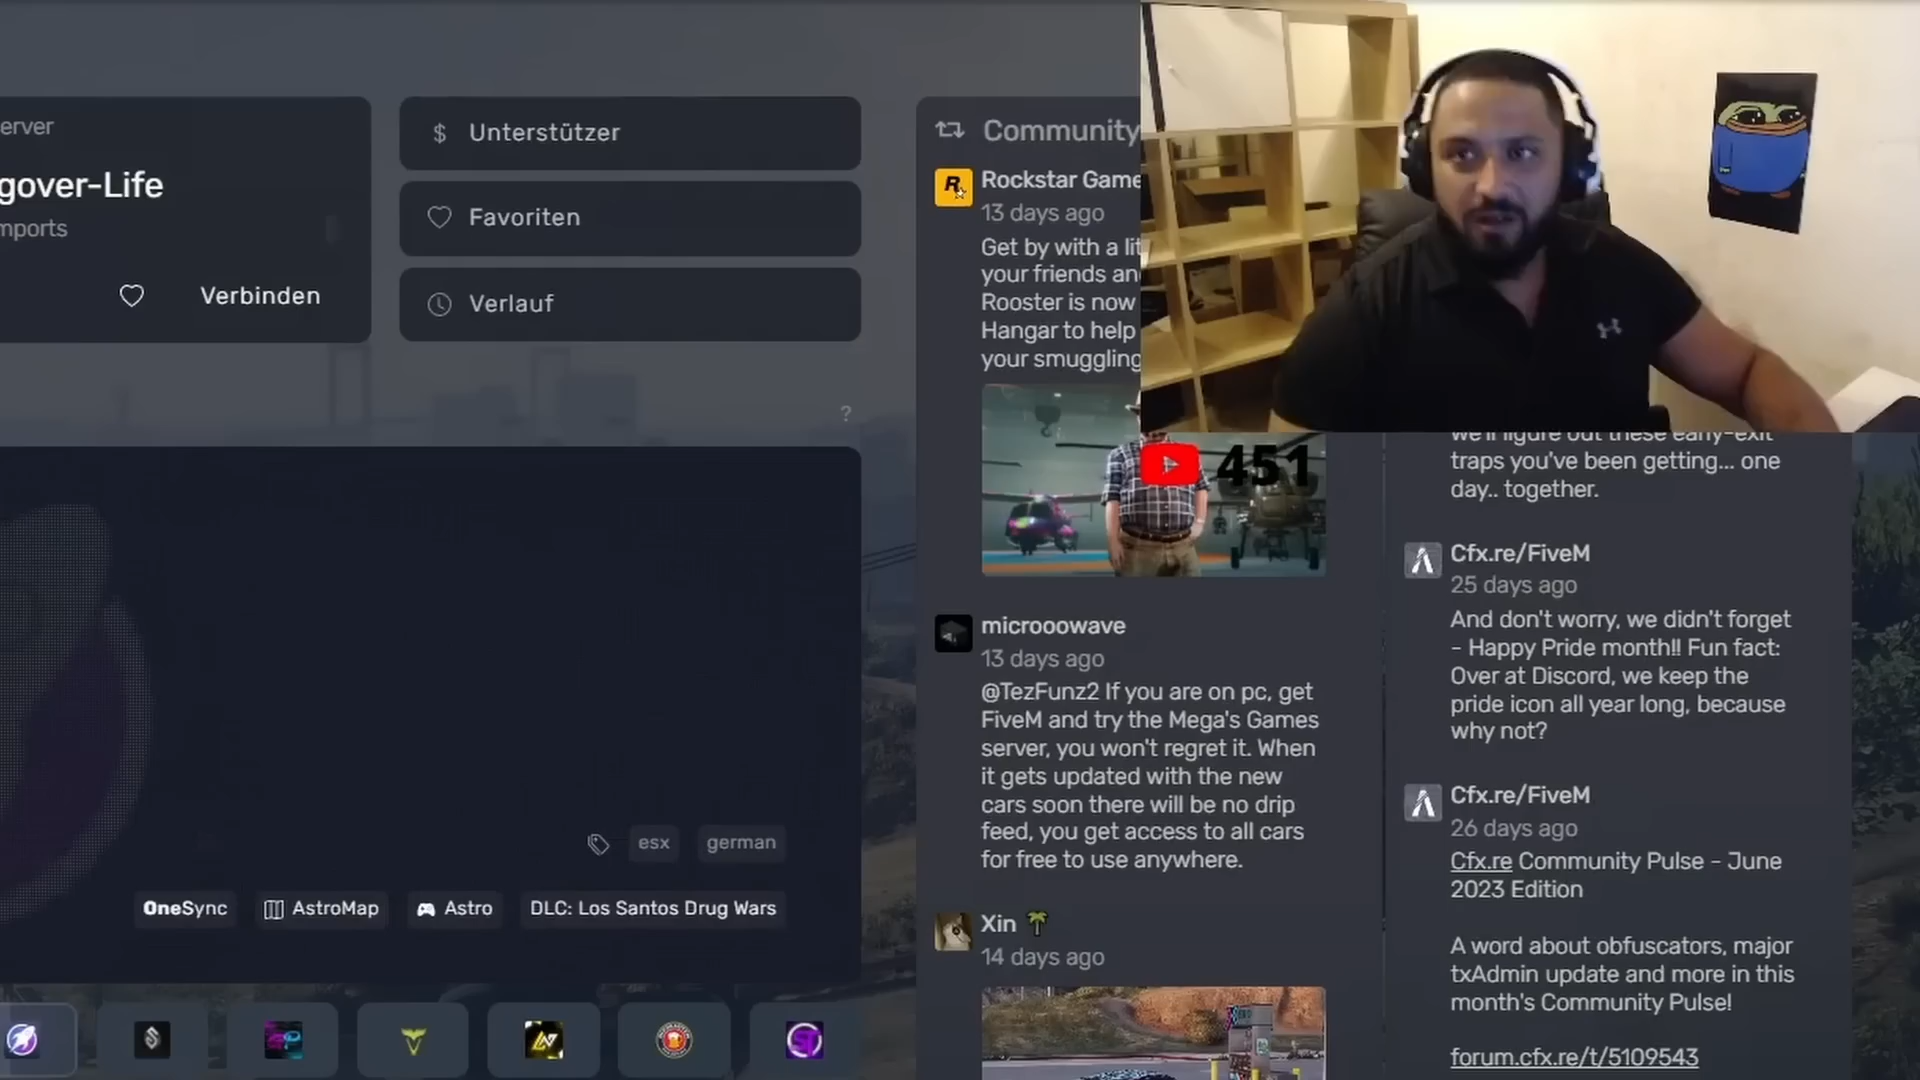 erver
gover-Life
mports
Verbinden
$ Unterstützer
Favoriten
Verlauf
?
esx
german
OneSync
AstroMap
Astro
DLC: Los Santos Drug Wars
Community
Rockstar Game
13 days ago
Get by with a lit
your friends an
Rooster is now
Hangar to help
your smuggling
451
microoowave
13 days ago
@TezFunz2 If you are on pc, get
FiveM and try the Mega's Games
server, you won't regret it. When
it gets updated with the new
cars soon there will be no drip
feed, you get access to all cars
for free to use anywhere.
Xin
14 days ago
we'll figure out these early-exit
traps you've been getting... one
day.. together.
Cfx.re/FiveM
25 days ago
And don't worry, we didn't forget
- Happy Pride month!! Fun fact:
Over at Discord, we keep the
pride icon all year long, because
why not?
Cfx.re/FiveM
26 days ago
Cfx.re Community Pulse - June
2023 Edition
A word about obfuscators, major
txAdmin update and more in this
month's Community Pulse!
forum.cfx.re/t/5109543